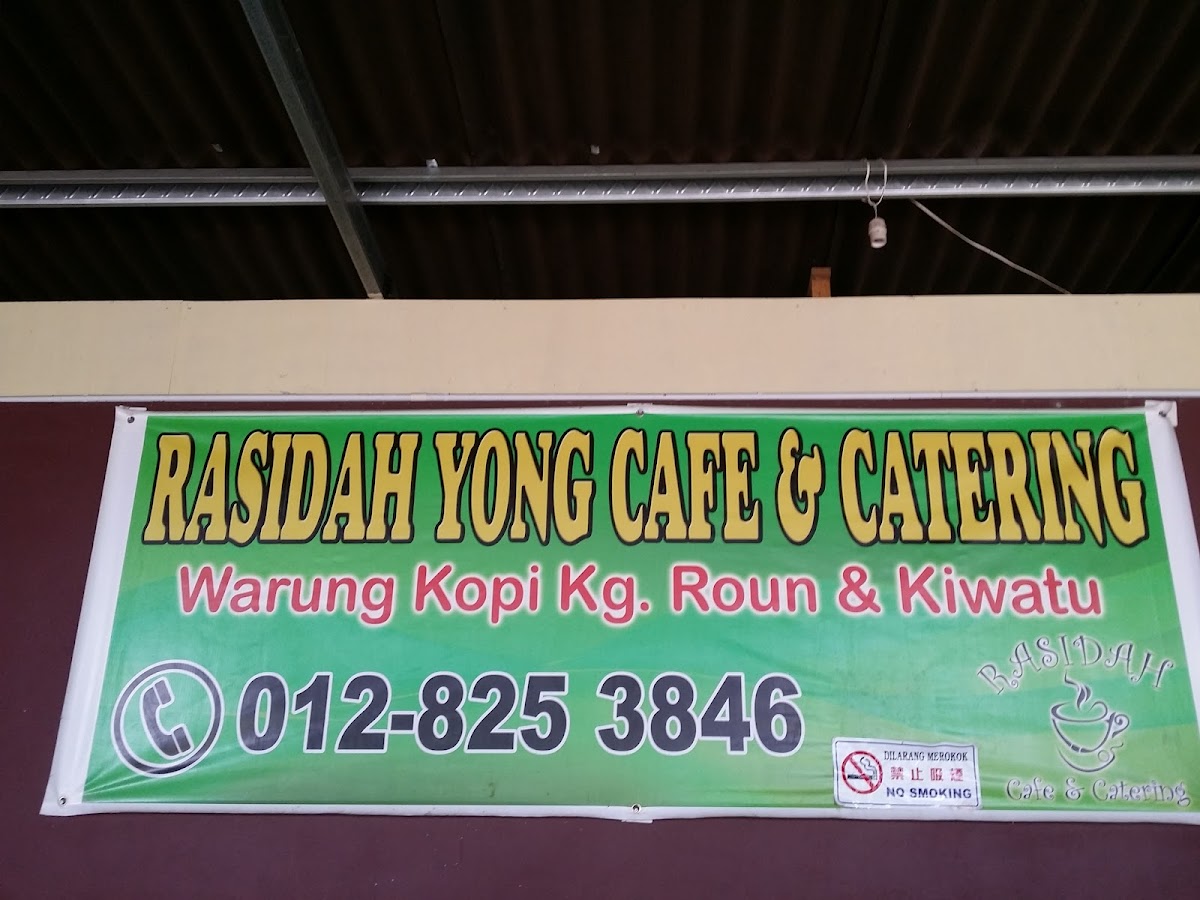 RASIDAH YONG CAFE & CATERING
Warung Kopi Kg. Roun & Kiwatu
012-825 3846
RASIDAH
Cafe & Catering
DILARANG MEROKOK
禁止吸煙
NO SMOKING